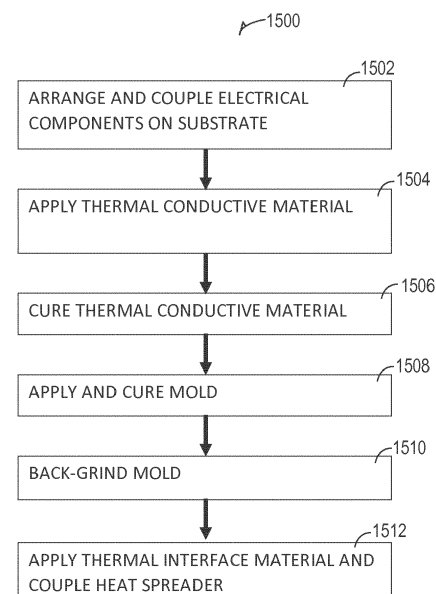 1500
1502
ARRANGE AND COUPLE ELECTRICAL
COMPONENTS ON SUBSTRATE
1504
APPLY THERMAL CONDUCTIVE MATERIAL
1506
CURE THERMAL CONDUCTIVE MATERIAL
1508
APPLY AND CURE MOLD
1510
BACK-GRIND MOLD
1512
APPLY THERMAL INTERFACE MATERIAL AND
COUPLE HEAT SPREADER